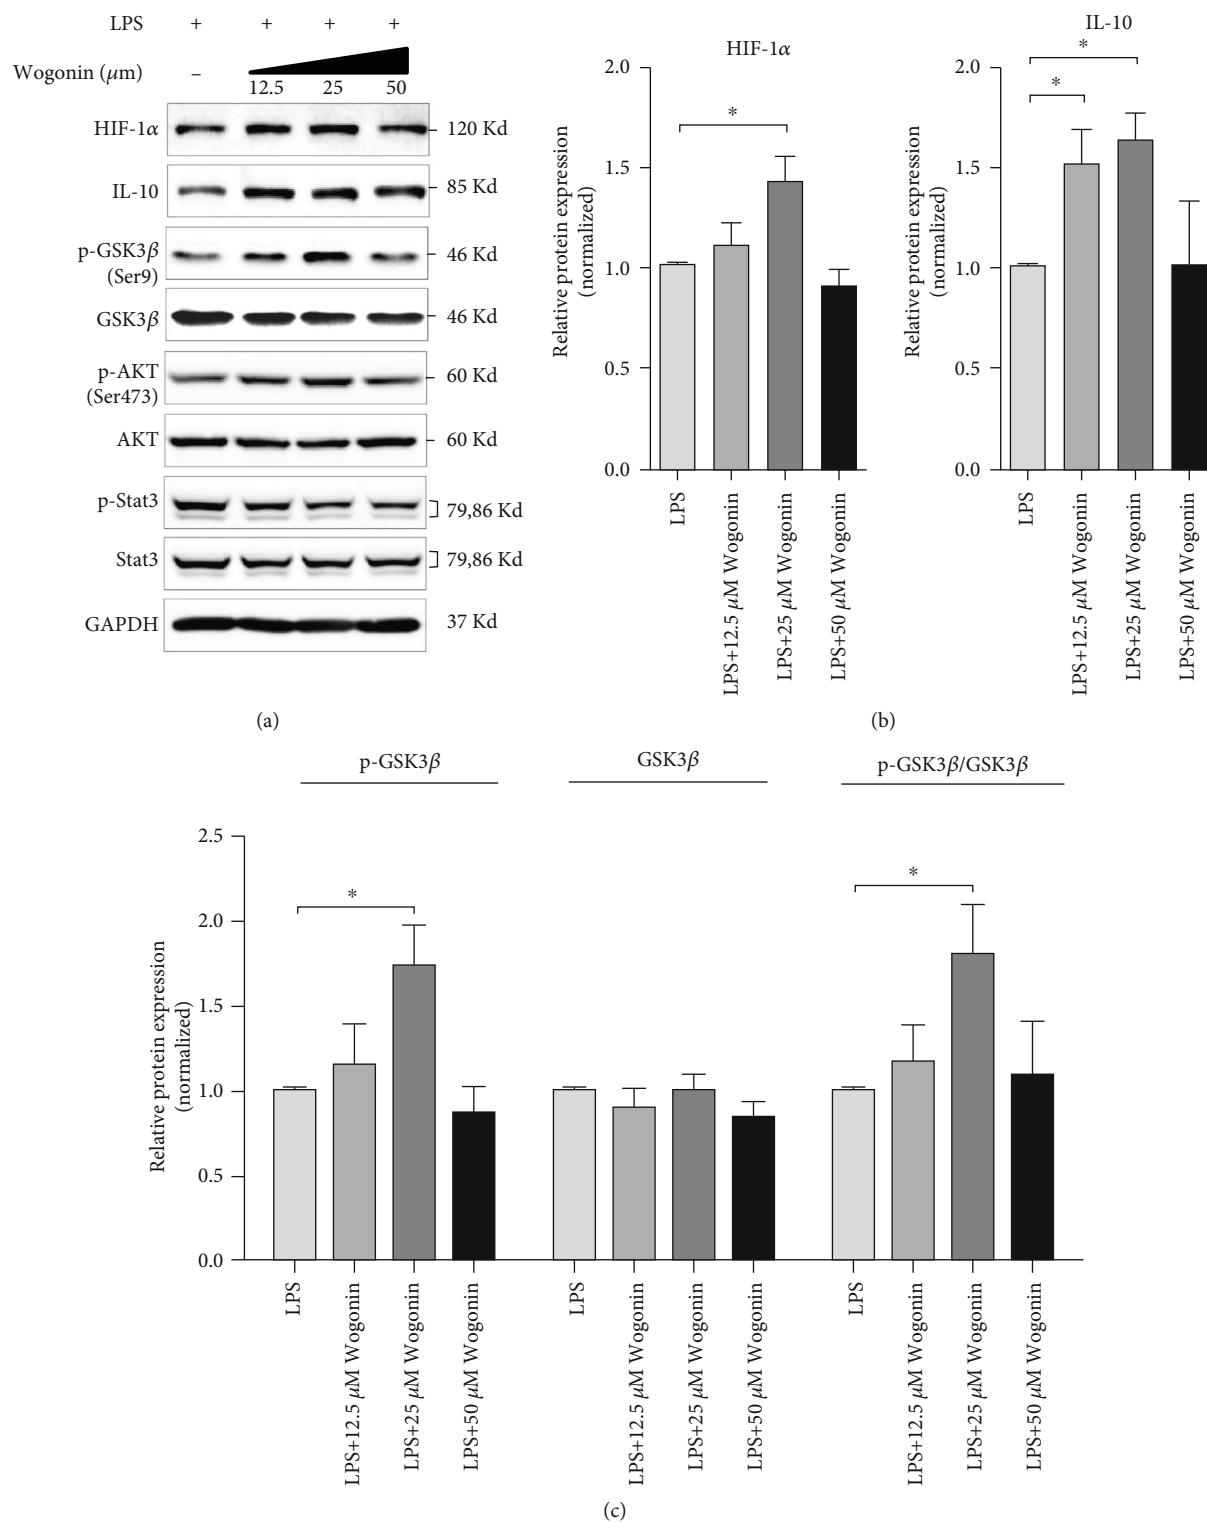 LPS + + + +
Wogonin (μm) – 12.5 25 50
HIF-1α 120 Kd
IL-10 85 Kd
p-GSK3β 46 Kd
(Ser9)
GSK3β 46 Kd
p-AKT 60 Kd
(Ser473)
AKT 60 Kd
p-Stat3 79,86 Kd
Stat3 79,86 Kd
GAPDH 37 Kd
(a)
HIF-1α
*
Relative protein expression
(normalized)
2.0
1.5
1.0
0.5
0.0
LPS
LPS+12.5 μM Wogonin
LPS+25 μM Wogonin
LPS+50 μM Wogonin
IL-10
*
*
Relative protein expression
(normalized)
2.0
1.5
1.0
0.5
0.0
LPS
LPS+12.5 μM Wogonin
LPS+25 μM Wogonin
LPS+50 μM Wogonin
(b)
p-GSK3β GSK3β p-GSK3β/GSK3β
* *
Relative protein expression
(normalized)
2.5
2.0
1.5
1.0
0.5
0.0
LPS
LPS+12.5 μM Wogonin
LPS+25 μM Wogonin
LPS+50 μM Wogonin
LPS
LPS+12.5 μM Wogonin
LPS+25 μM Wogonin
LPS+50 μM Wogonin
LPS
LPS+12.5 μM Wogonin
LPS+25 μM Wogonin
LPS+50 μM Wogonin
(c)